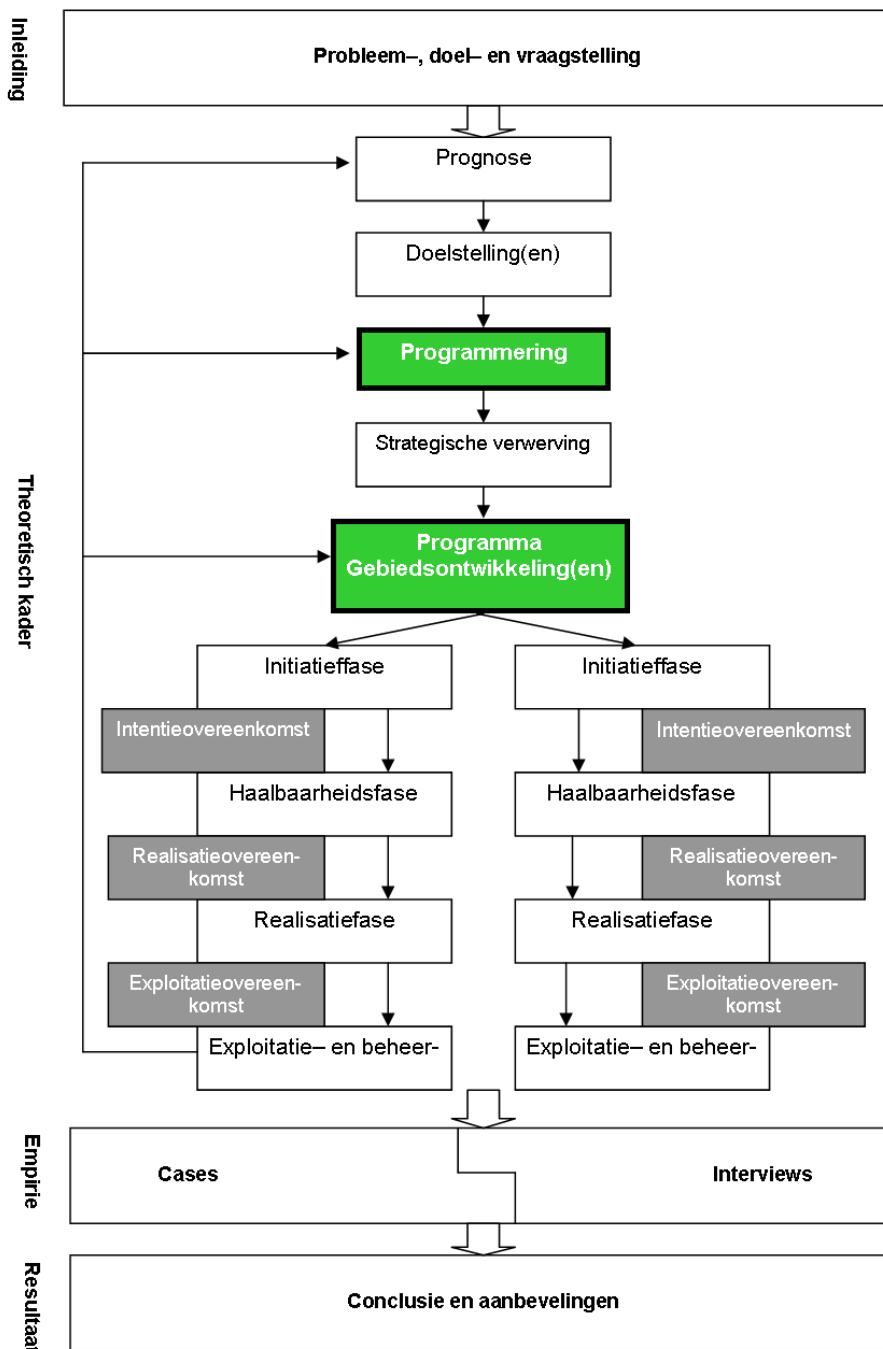 Inleiding
Probleem–, doel– en vraagstelling
Theoretisch kader
Prognose
Doelstelling(en)
Programmering
Strategische verwerving
Programma
Gebiedsontwikkeling(en)
Initiatieffase
Initiatieffase
Intentieovereenkomst
Intentieovereenkomst
Haalbaarheidsfase
Haalbaarheidsfase
Realisatieovereen-
komst
Realisatieovereen-
komst
Realisatiefase
Realisatiefase
Exploitatieovereen-
komst
Exploitatieovereen-
komst
Exploitatie– en beheer-
Exploitatie– en beheer-
Empirie
Cases
Interviews
Resultaat
Conclusie en aanbevelingen